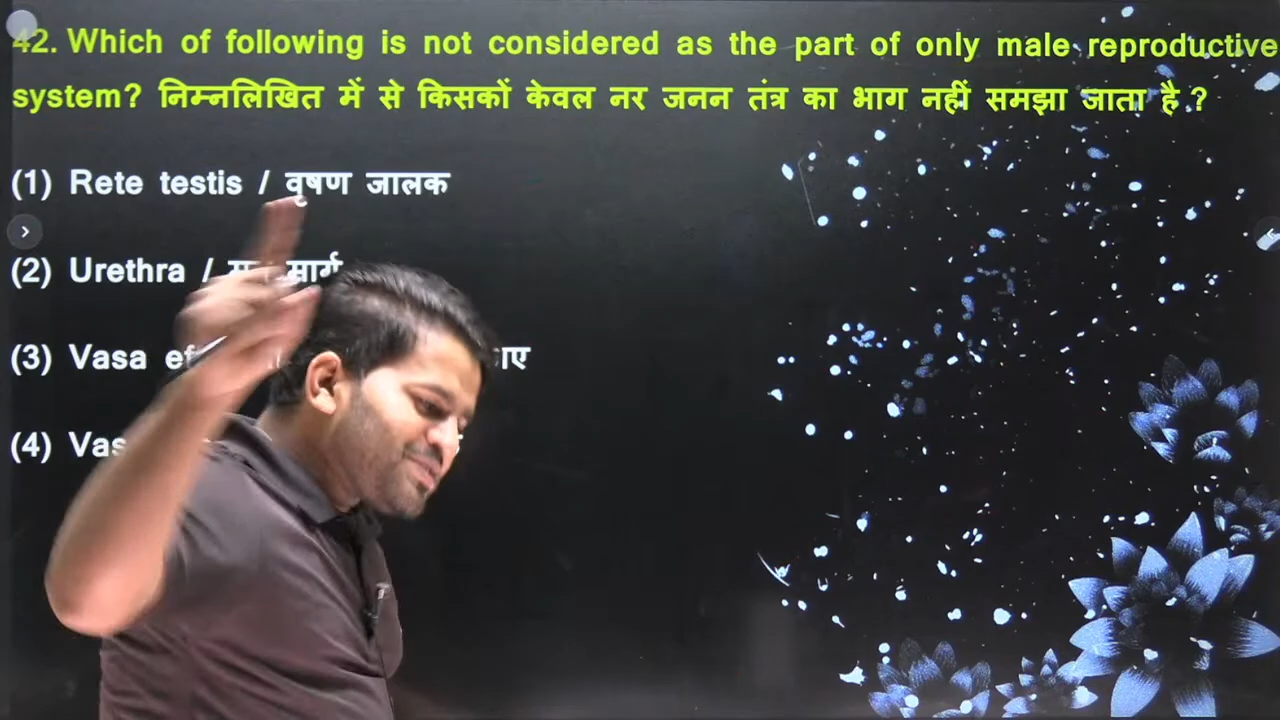 42. Which of following is not considered as the part of only male reproductive
system? निम्नलिखित में से किसकों केवल नर जनन तंत्र का भाग नहीं समझा जाता है ?
(1) Rete testis / वृषण जालक
(2) Urethra / मार्ग
(3) Vasa
(4)